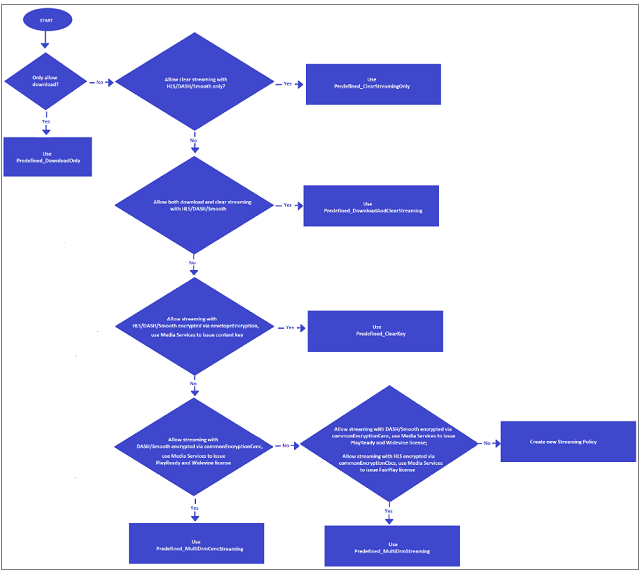 START
Only allow
download?
No
Allow clear streaming with
HLS/DASH/Smooth only?
Yes
Use
Predefined_ClearStreamingOnly
Yes
Use
Predefined_DownloadOnly
No
Allow both download and clear streaming
with HLS/DASH/Smooth
Yes
Use
Predefined_DownloadAndClearStreaming
No
Allow streaming with
HLS/DASH/Smooth encrypted via envelopeEncryption,
use Media Services to issue content key
Yes
Use
Predefined_ClearKey
No
Allow streaming with
DASH/Smooth encrypted via commonEncryptionCenc,
use Media Services to issue
PlayReady and Widevine license
No
Allow streaming with DASH/Smooth encrypted via
commonEncryptionCenc, use Media Services to issue
PlayReady and Widevine license;
Allow streaming with HLS encrypted via
commonEncryptionCbcs, use Media Services
to issue FairPlay license
No
Create new Streaming Policy
Yes
Use
Predefined_MultiDrmCencStreaming
Yes
Use
Predefined_MultiDrmStreaming